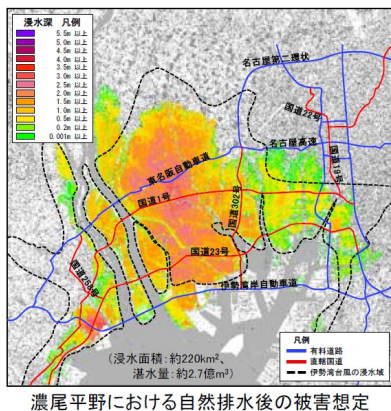 浸水深 凡例
5.5m 以上
5.0m 以上
4.5m 以上
4.0m 以上
3.5m 以上
3.0m 以上
2.5m 以上
2.0m 以上
1.5m 以上
1.0m 以上
0.5m 以上
0.2m 以上
0.001m 以上
名古屋第二環状
国道22号
名古屋高速
国道19号
東名阪自動車道
国道1号
国道302号
国道23号
国道258号
伊勢湾岸自動車道
(浸水面積:約220km²、
湛水量:約2.7億m³)
凡例
有料道路
直轄国道
伊勢湾台風の浸水域
濃尾平野における自然排水後の被害想定